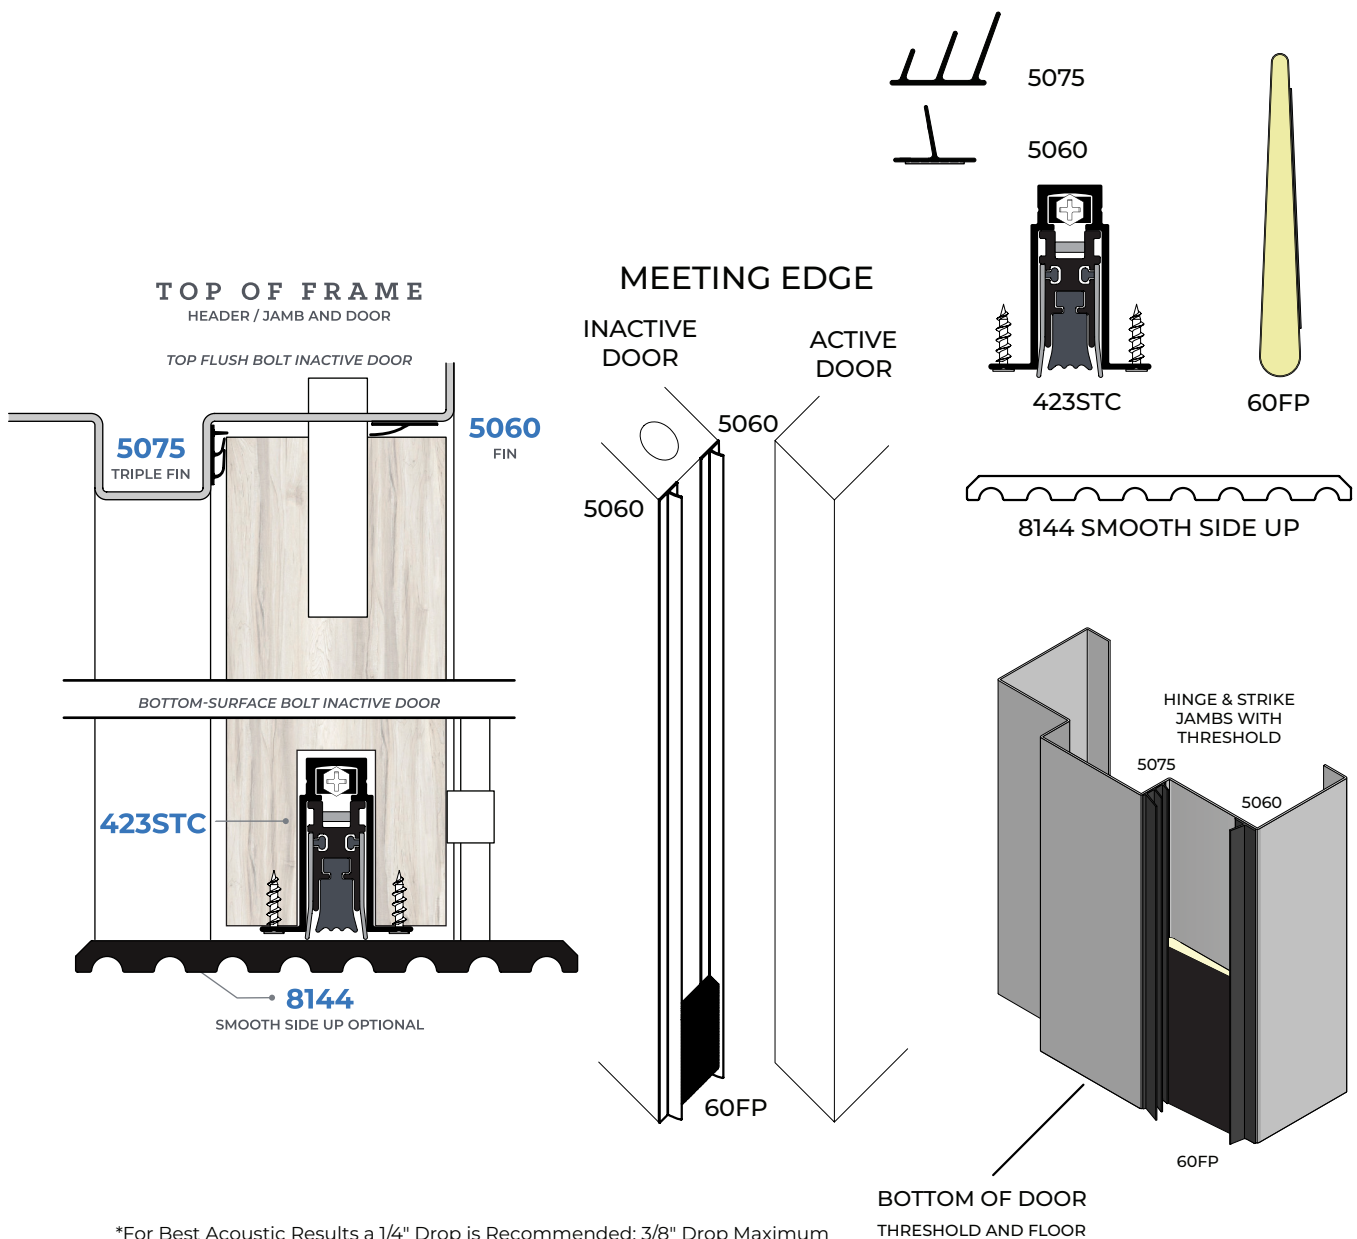 5075
5060
423STC
60FP
8144 SMOOTH SIDE UP
TOP OF FRAME
HEADER / JAMB AND DOOR
TOP FLUSH BOLT INACTIVE DOOR
5075
TRIPLE FIN
5060
FIN
BOTTOM-SURFACE BOLT INACTIVE DOOR
423STC
8144
SMOOTH SIDE UP OPTIONAL
MEETING EDGE
INACTIVE
DOOR
ACTIVE
DOOR
5060
5060
60FP
HINGE & STRIKE
JAMBS WITH
THRESHOLD
5075
5060
60FP
BOTTOM OF DOOR
THRESHOLD AND FLOOR
*For Best Acoustic Results a 1/4" Drop is Recommended; 3/8" Drop Maximum